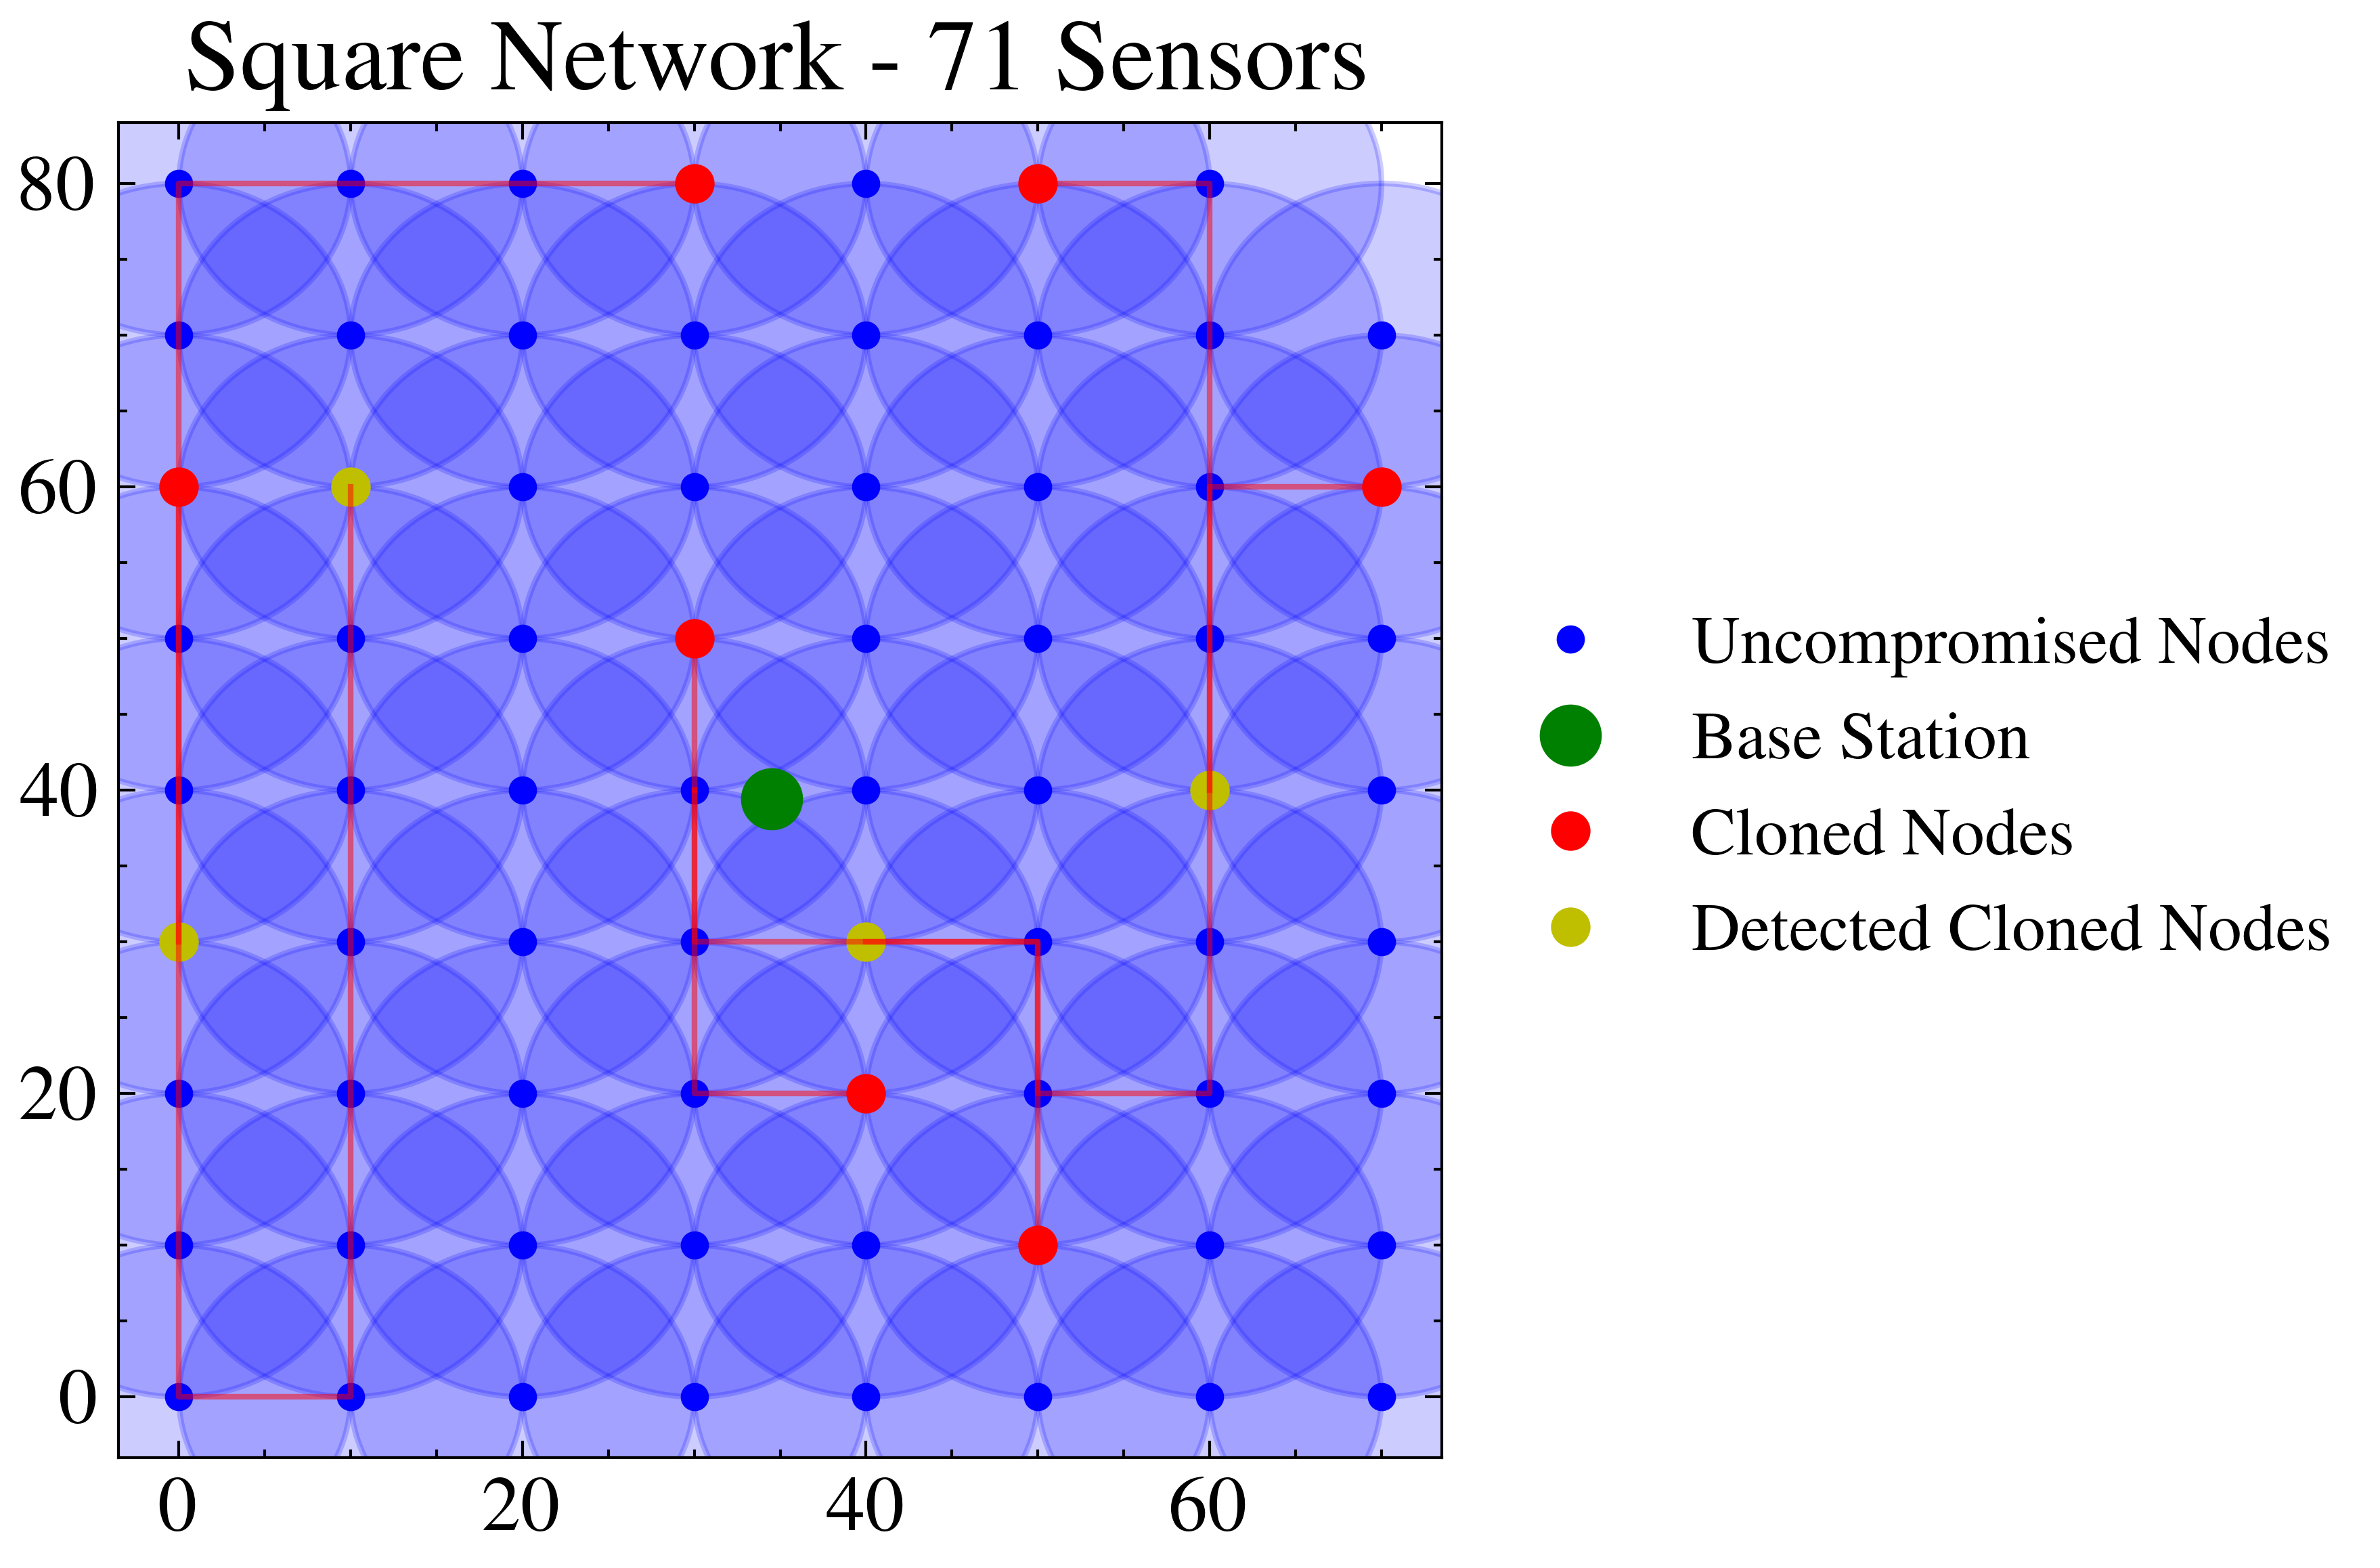 Square Network - 71 Sensors
80
60
40
20
0
0 20 40 60
Uncompromised Nodes
Base Station
Cloned Nodes
Detected Cloned Nodes